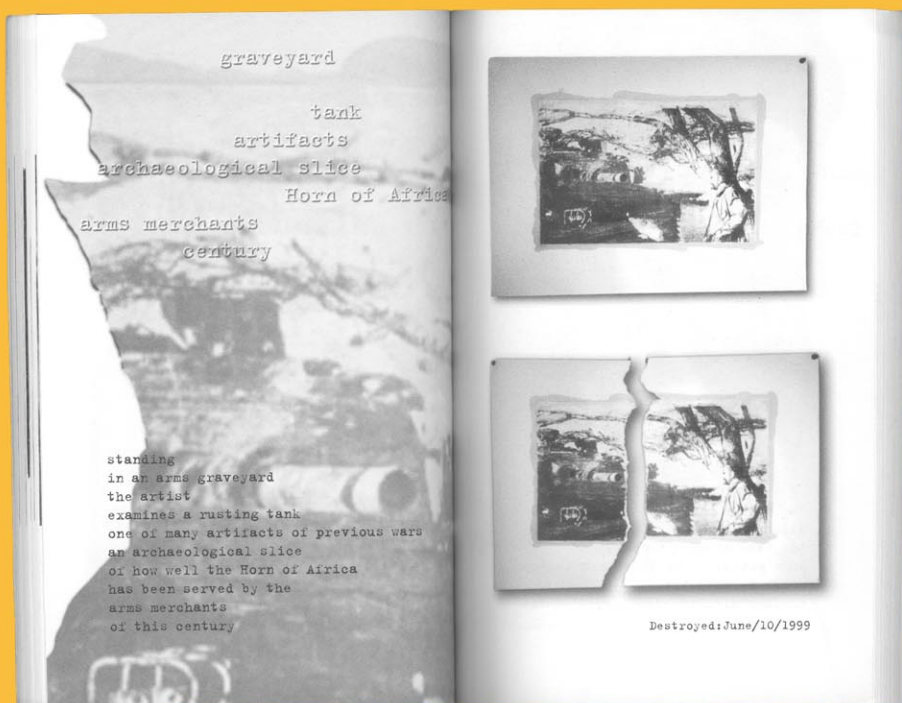 graveyard
tank
artifacts
archaeological slice
Horn of Africa
arms merchants
century
standing
in an arms graveyard
the artist
examines a rusting tank
one of many artifacts of previous wars
an archaeological slice
of how well the Horn of Africa
has been served by the
arms merchants
of this century
Destroyed:June/10/1999